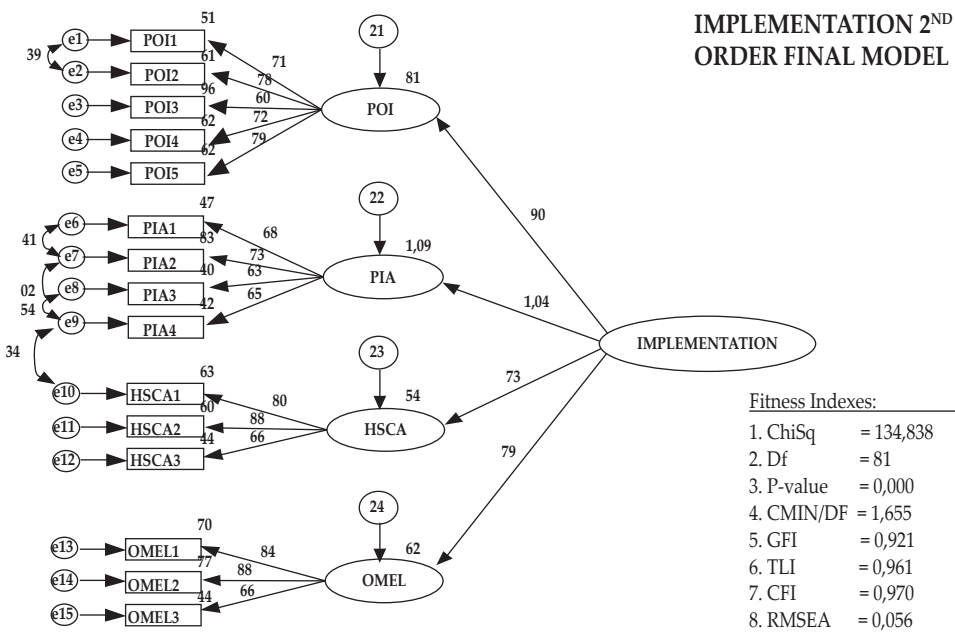 IMPLEMENTATION 2ND
ORDER FINAL MODEL
51
e1 POI1
39
61
71
e2 POI2
78
96
e3 POI3
60
62
e4 POI4
72
62
e5 POI5
79
21
81
POI
47
e6 PIA1
68
41
83
e7 PIA2
73
40
e8 PIA3
63
02
42
54
e9 PIA4
65
22
1,09
PIA
90
1,04
34
IMPLEMENTATION
63
e10 HSCA1
80
60
e11 HSCA2
88
44
e12 HSCA3
66
23
54
HSCA
73
79
70
e13 OMEL1
84
77
e14 OMEL2
88
44
e15 OMEL3
66
24
62
OMEL
Fitness Indexes:
1. ChiSq = 134,838
2. Df = 81
3. P-value = 0,000
4. CMIN/DF = 1,655
5. GFI = 0,921
6. TLI = 0,961
7. CFI = 0,970
8. RMSEA = 0,056